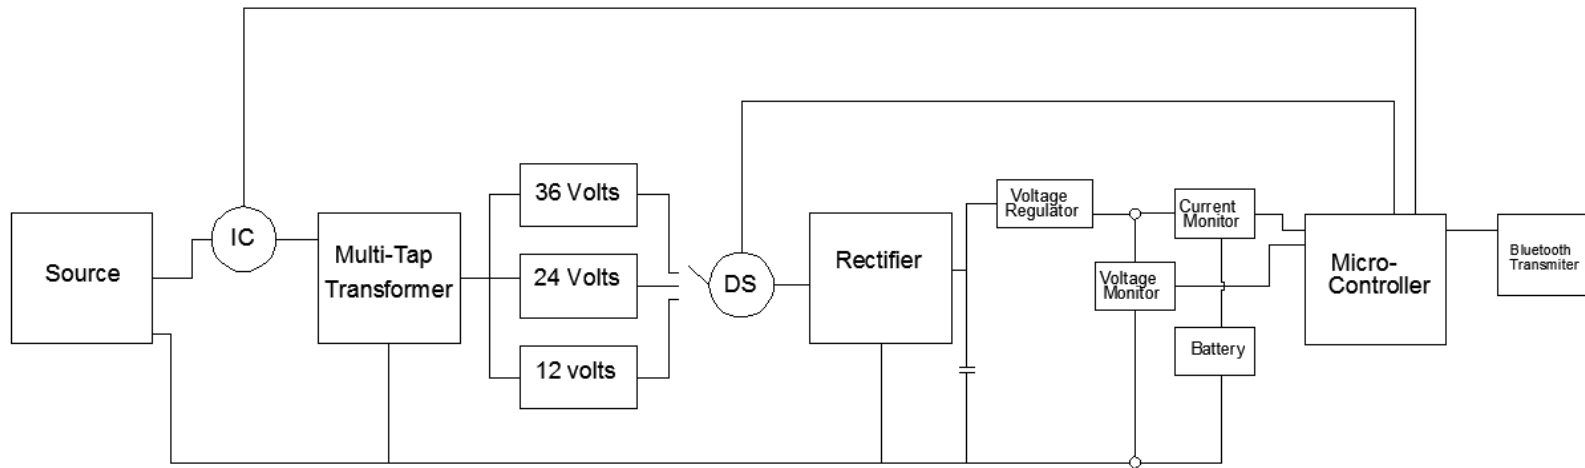 Source
IC
Multi-Tap
Transformer
36 Volts
24 Volts
12 volts
DS
Rectifier
Voltage
Regulator
Current
Monitor
Voltage
Monitor
Battery
Micro-
Controller
Bluetooth
Transmiter